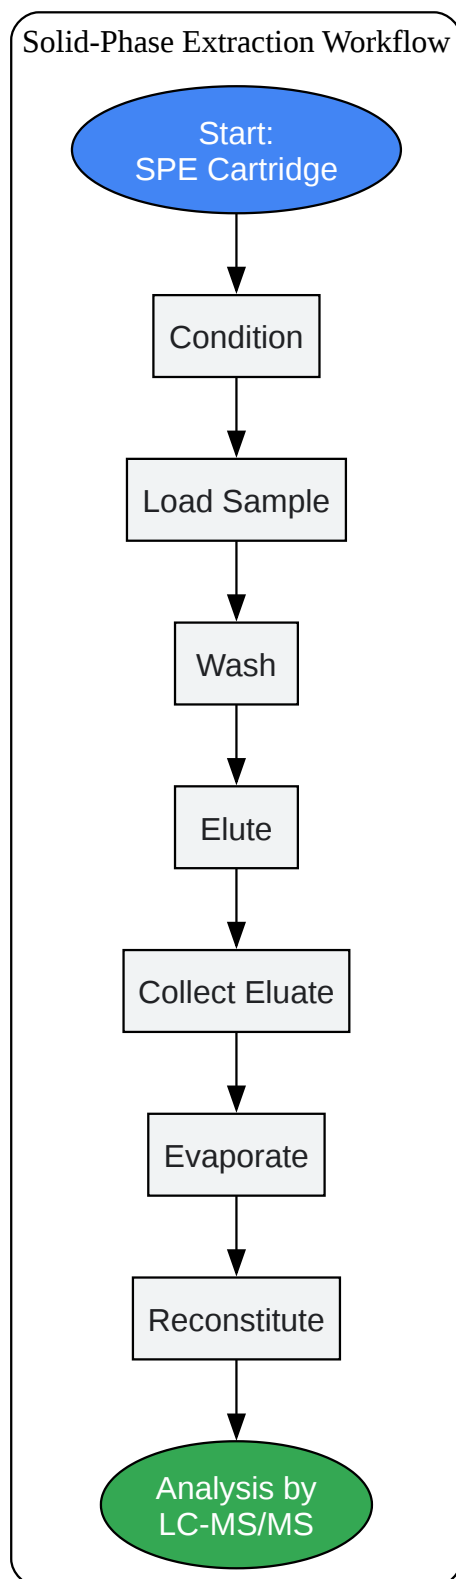 Solid-Phase Extraction Workflow
Start:
SPE Cartridge
Condition
Load Sample
Wash
Elute
Collect Eluate
Evaporate
Reconstitute
Analysis by
LC-MS/MS